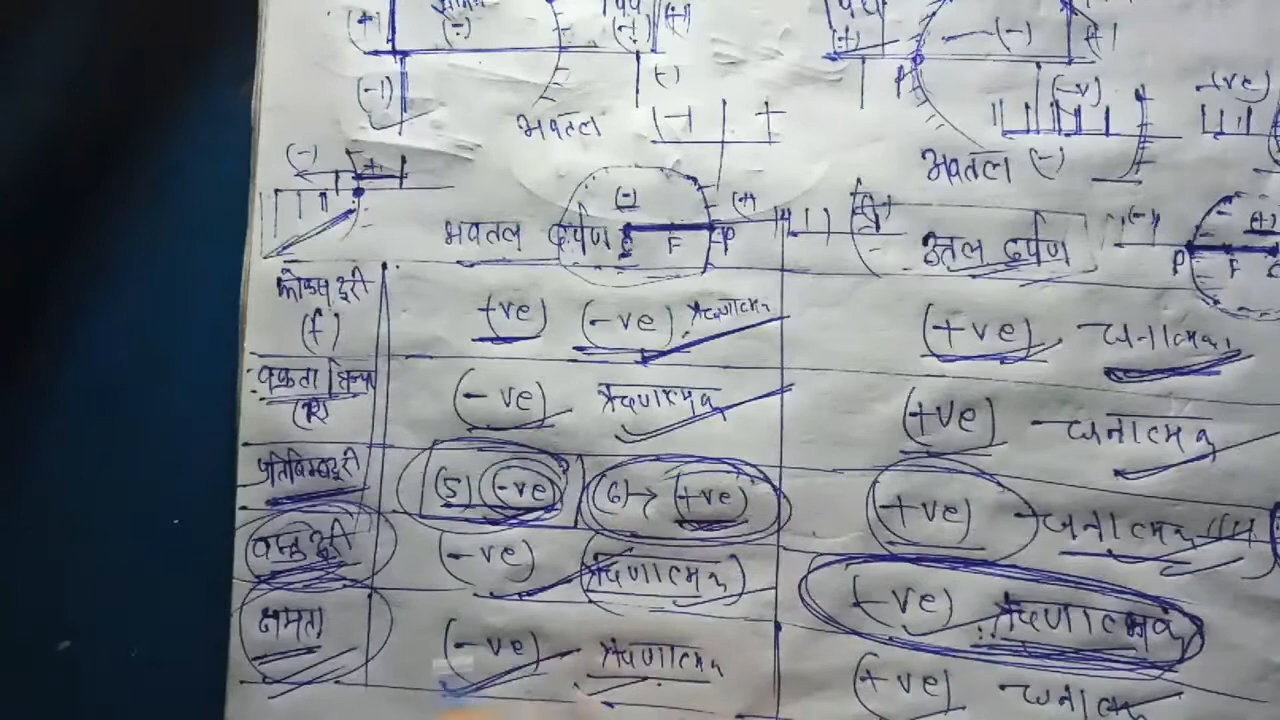 (+)
(-)
(+)
(+)
(-)
(+)
(-)
(-)
(-)
P
(-v)
+ve)
अवतल
(-)
+
अवतल (-)
(-)
अवतल दर्पण
(-)
F
P
(+)
उत्तल दर्पण
(-)
(+)
P
F
C
फोकस दूरी
(f)
+ve) (-ve) ऋणात्मक
(+ve) धनात्मक
वक्रता त्रिज्या
(R)
(-ve) ऋणात्मक
(+ve) धनात्मक
प्रतिबिम्ब दूरी
(5) (-ve)
(6) → (+ve)
(+ve) धनात्मक
वस्तु दूरी
(-ve) ऋणात्मक
(-ve) ऋणात्मक
क्षमता
(-ve) ऋणात्मक
(+ve) धनात्मक